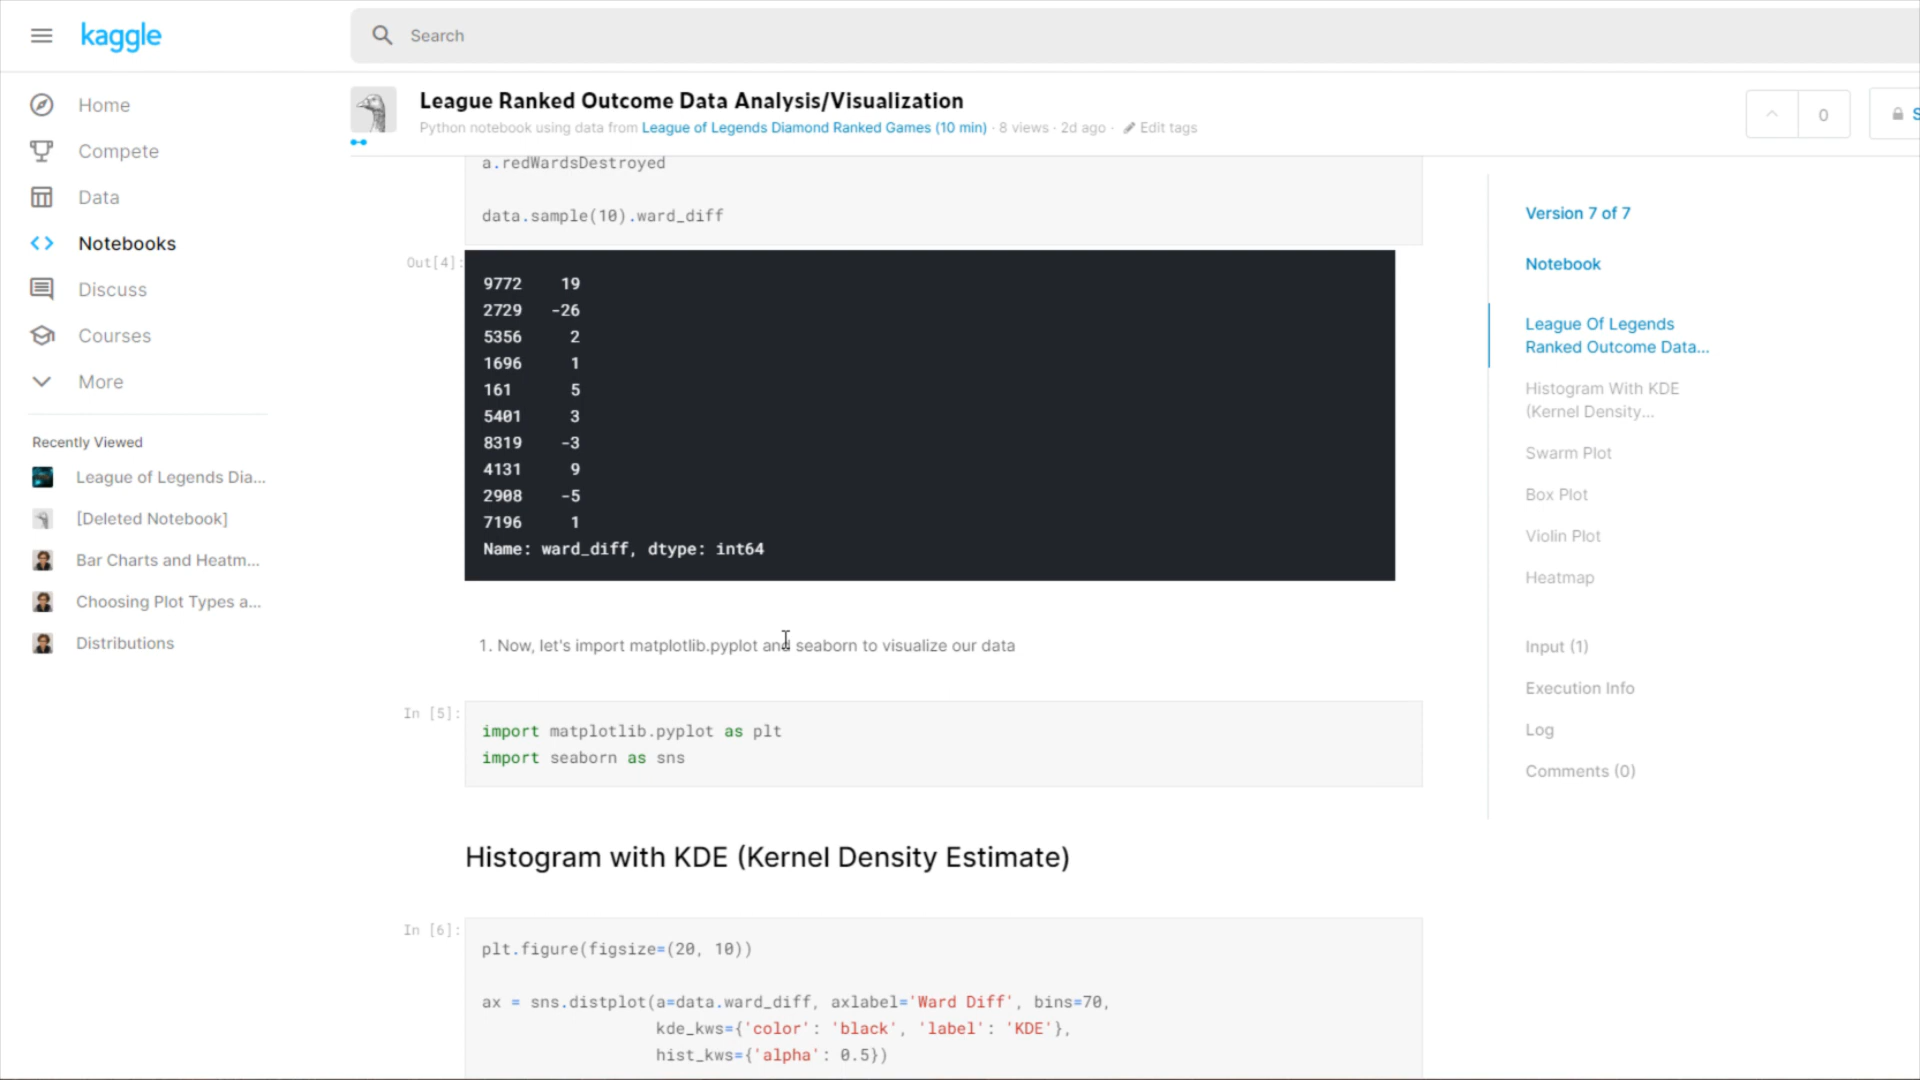 kaggle
Search
Home
Compete
Data
Notebooks
Discuss
Courses
More
Recently Viewed
League of Legends Dia...
[Deleted Notebook]
Bar Charts and Heatm...
Choosing Plot Types a...
Distributions
League Ranked Outcome Data Analysis/Visualization
Python notebook using data from League of Legends Diamond Ranked Games (10 min) · 8 views · 2d ago · Edit tags
0
S
a.redWardsDestroyed
data.sample(10).ward_diff
Out[4]:
9772 19
2729 -26
5356 2
1696 1
161 5
5401 3
8319 -3
4131 9
2908 -5
7196 1
Name: ward_diff, dtype: int64
1. Now, let's import matplotlib.pyplot and seaborn to visualize our data
In [5]:
import matplotlib.pyplot as plt
import seaborn as sns
Histogram with KDE (Kernel Density Estimate)
In [6]:
plt.figure(figsize=(20, 10))
ax = sns.distplot(a=data.ward_diff, axlabel='Ward Diff', bins=70,
kde_kws={'color': 'black', 'label': 'KDE'},
hist_kws={'alpha': 0.5})
Version 7 of 7
Notebook
League Of Legends
Ranked Outcome Data...
Histogram With KDE
(Kernel Density...
Swarm Plot
Box Plot
Violin Plot
Heatmap
Input (1)
Execution Info
Log
Comments (0)